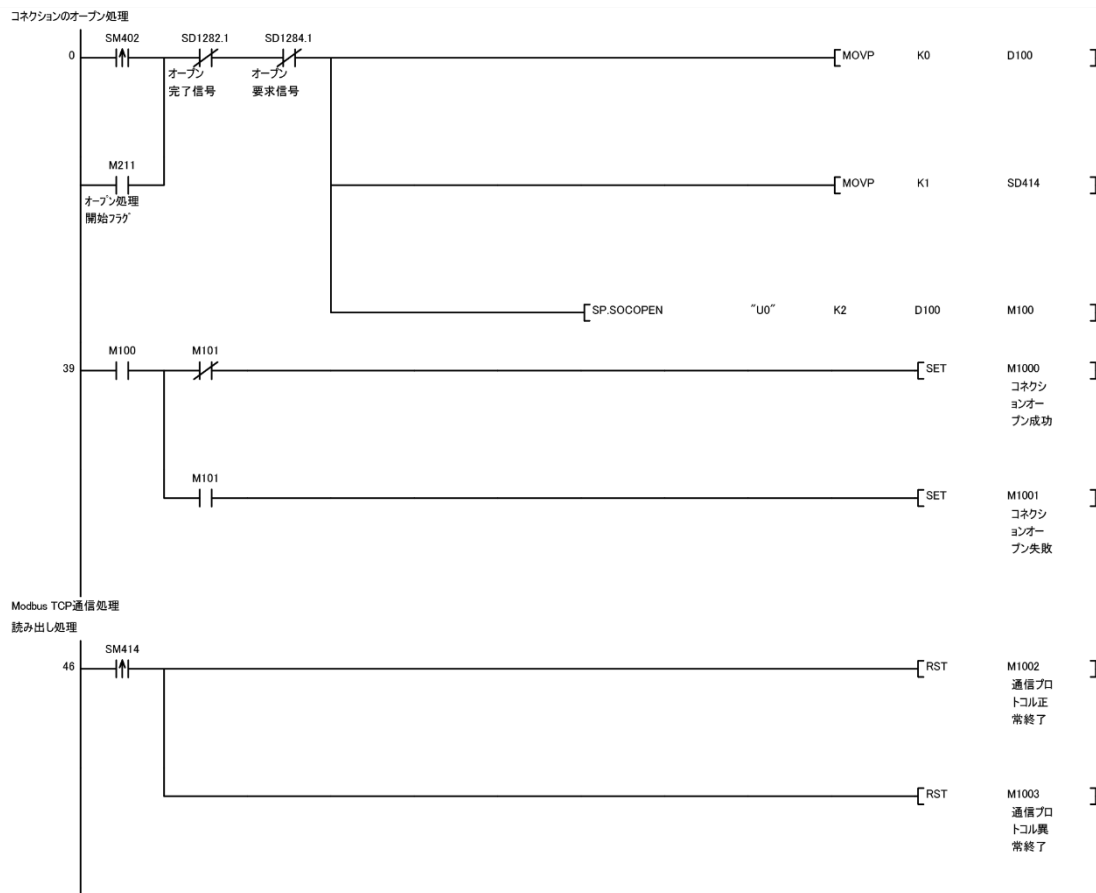 コネクションのオープン処理
SM402 SD1282.1 SD1284.1
0 MOVP K0 D100
オープン 完了信号
オープン 要求信号
M211 MOVP K1 SD414
オープン処理
開始フラグ
SP.SOCOPEN "U0" K2 D100 M100
M100 M101
39 SET M1000
コネクシ
ョンオー
プン成功
M101
SET M1001
コネクシ
ョンオー
プン失敗
Modbus TCP通信処理
読み出し処理
SM414
46 RST M1002
通信プロ
トコル正
常終了
RST M1003
通信プロ
トコル異
常終了